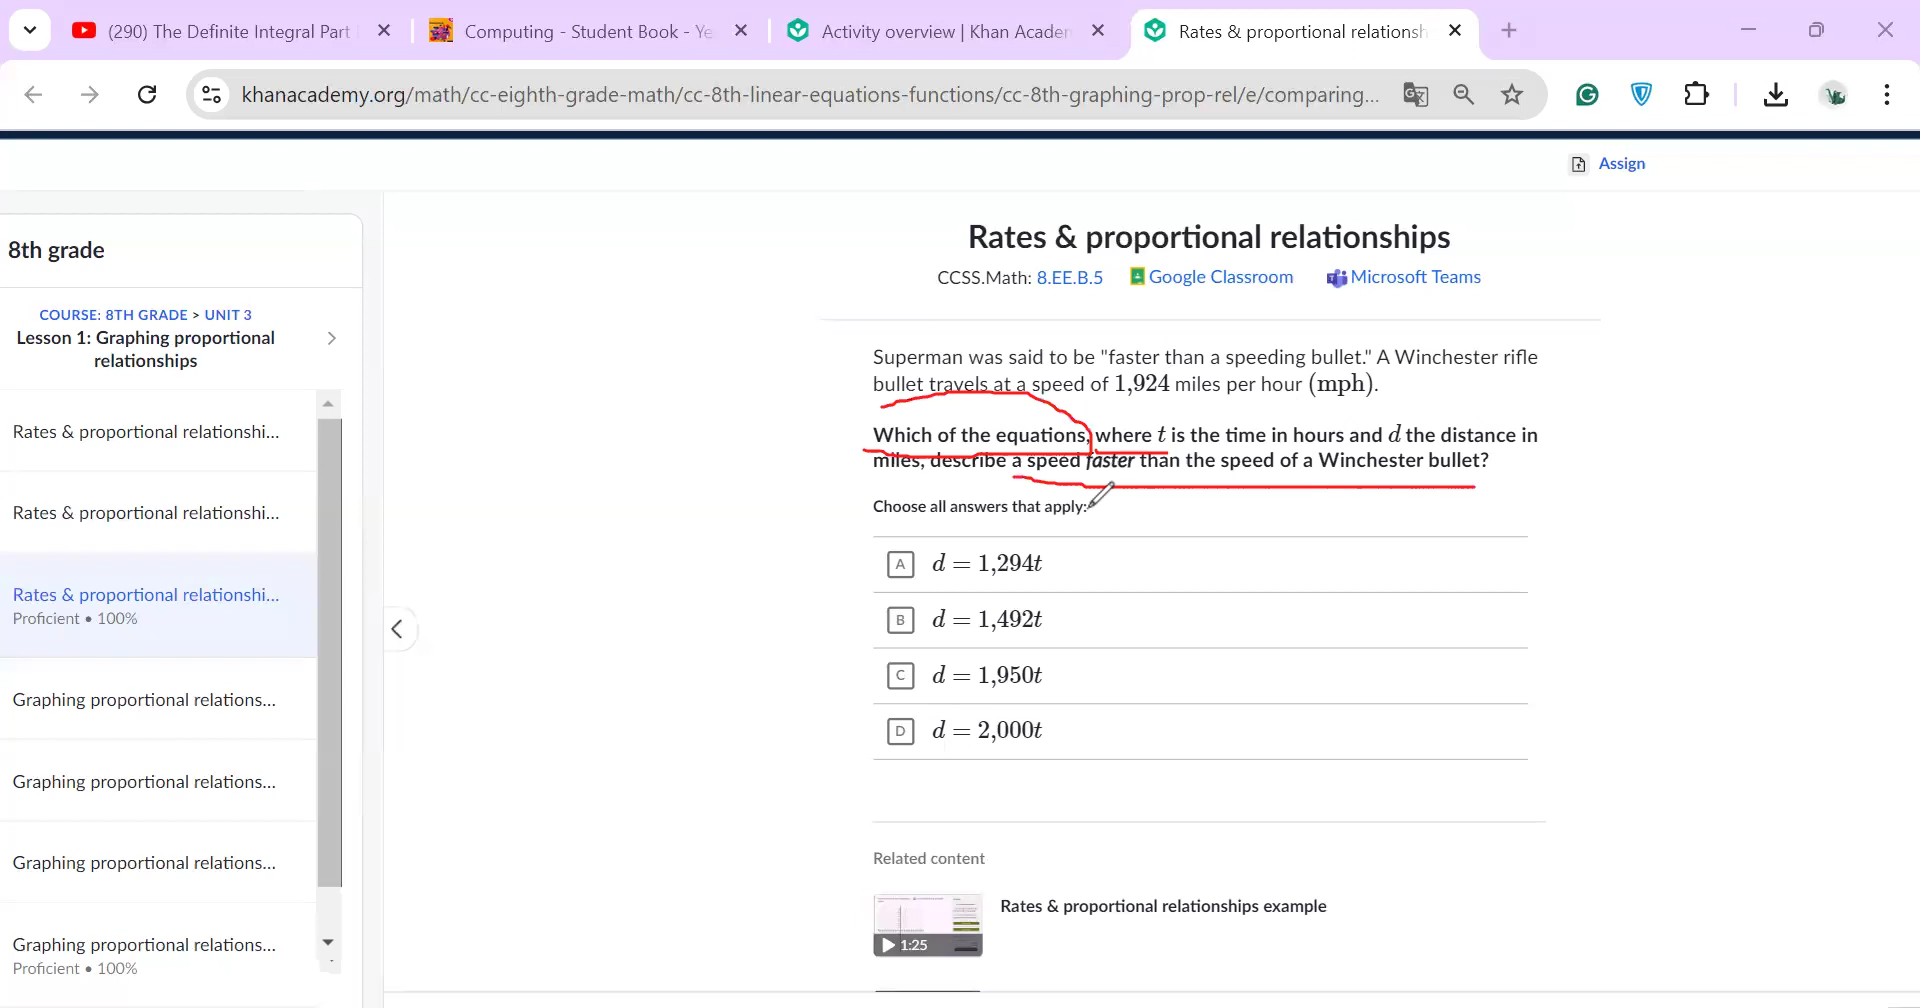 (290) The Definite Integral Part
Computing - Student Book - Ye
Activity overview | Khan Academ
Rates & proportional relationsh
khanacademy.org/math/cc-eighth-grade-math/cc-8th-linear-equations-functions/cc-8th-graphing-prop-rel/e/comparing...
Assign
8th grade
COURSE: 8TH GRADE > UNIT 3
Lesson 1: Graphing proportional
relationships
Rates & proportional relationshi...
Rates & proportional relationshi...
Rates & proportional relationshi...
Proficient • 100%
Graphing proportional relations...
Graphing proportional relations...
Graphing proportional relations...
Graphing proportional relations...
Proficient • 100%
Rates & proportional relationships
CCSS.Math: 8.EE.B.5 Google Classroom Microsoft Teams
Superman was said to be "faster than a speeding bullet." A Winchester rifle
bullet travels at a speed of 1,924 miles per hour (mph).
Which of the equations, where t is the time in hours and d the distance in
miles, describe a speed faster than the speed of a Winchester bullet?
Choose all answers that apply:
A d = 1,294t
B d = 1,492t
C d = 1,950t
D d = 2,000t
Related content
1:25
Rates & proportional relationships example